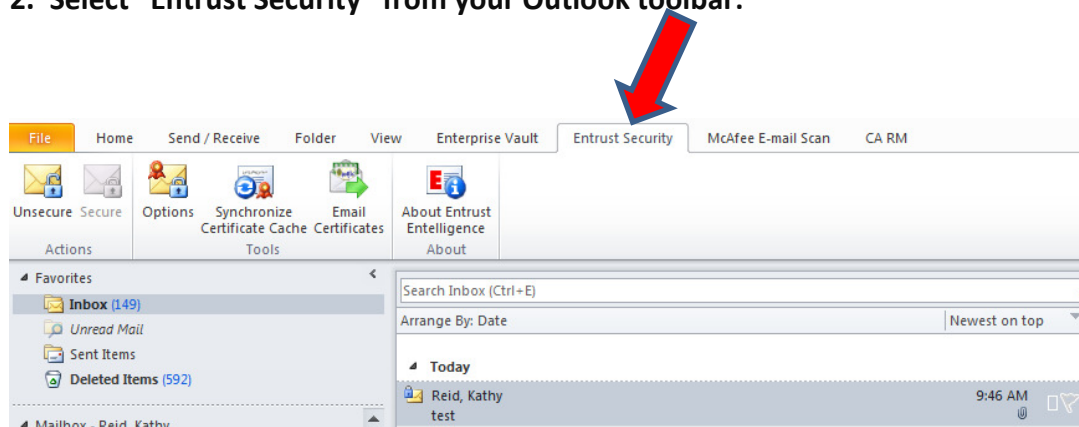 2. Select "Entrust Security" from your Outlook toolbar.
File Home Send / Receive Folder View Enterprise Vault Entrust Security McAfee E-mail Scan CA RM
Unsecure Secure Options Synchronize Email About Entrust
Certificate Cache Certificates Entelligence
Actions Tools About
Favorites
Inbox (149)
Unread Mail
Sent Items
Deleted Items (592)
Mailbox - Reid, Kathy
Search Inbox (Ctrl+E)
Arrange By: Date Newest on top
Today
Reid, Kathy 9:46 AM
test